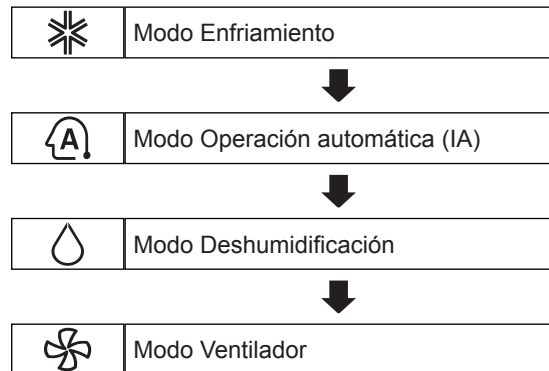 Modo Enfriamiento
A
Modo Operación automática (IA)
Modo Deshumidificación
Modo Ventilador